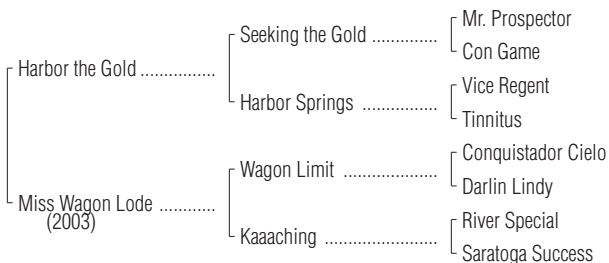 Mr. Prospector
Seeking the Gold ..............
Con Game
Harbor the Gold ................
Vice Regent
Harbor Springs ................
Tinnitus
Conquistador Cielo
Wagon Limit ....................
Darlin Lindy
Miss Wagon Lode ............
(2003)
River Special
Kaaaching ........................
Saratoga Success